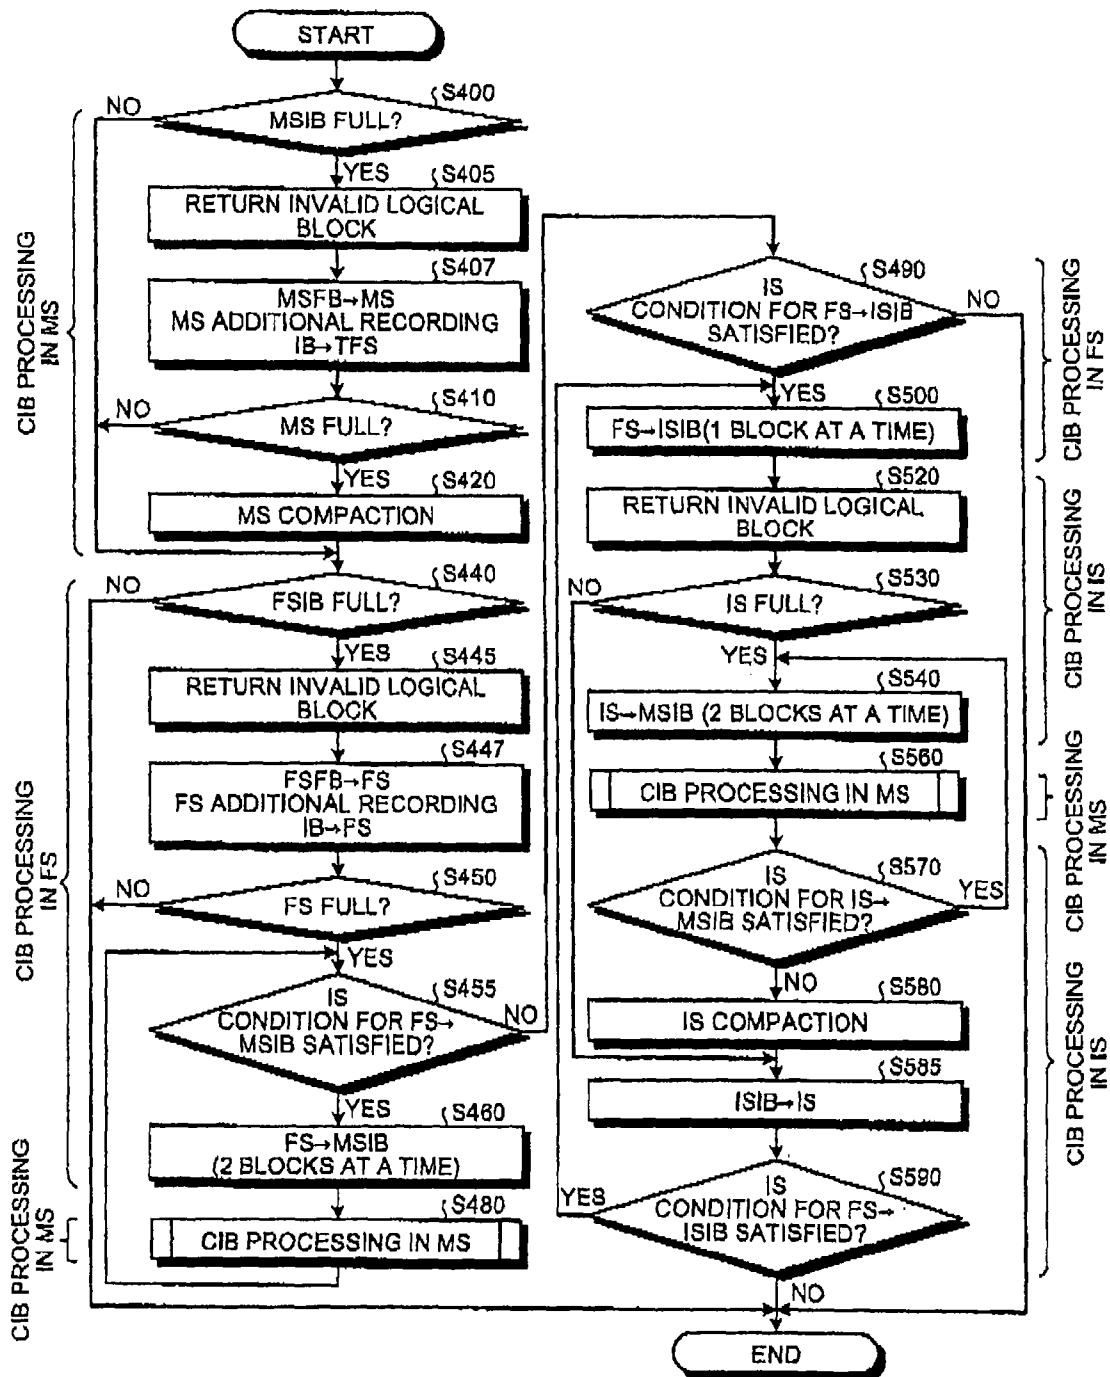 START
S400
NO
MSIB FULL?
YES
S405
RETURN INVALID LOGICAL
BLOCK
S407
MSFB→MS
MS ADDITIONAL RECORDING
IB→TFS
S410
NO
MS FULL?
YES
S420
MS COMPACTION
CIB PROCESSING
IN MS
S440
NO
FSIB FULL?
YES
S445
RETURN INVALID LOGICAL
BLOCK
S447
FSFB→FS
FS ADDITIONAL RECORDING
IB→FS
S450
NO
FS FULL?
YES
S455
IS
CONDITION FOR FS→
MSIB SATISFIED?
NO
YES
S460
FS→MSIB
(2 BLOCKS AT A TIME)
CIB PROCESSING
IN FS
S480
CIB PROCESSING IN MS
CIB PROCESSING
IN MS
S490
IS
CONDITION FOR FS→ISIB
SATISFIED?
NO
YES
S500
FS→ISIB(1 BLOCK AT A TIME)
CIB PROCESSING
IN FS
S520
RETURN INVALID LOGICAL
BLOCK
S530
NO
IS FULL?
YES
S540
IS→MSIB (2 BLOCKS AT A TIME)
CIB PROCESSING
IN IS
S560
CIB PROCESSING IN MS
CIB PROCESSING
IN MS
S570
IS
CONDITION FOR IS→
MSIB SATISFIED?
YES
NO
S580
IS COMPACTION
S585
ISIB→IS
S590
YES
IS
CONDITION FOR FS→
ISIB SATISFIED?
NO
CIB PROCESSING
IN IS
END